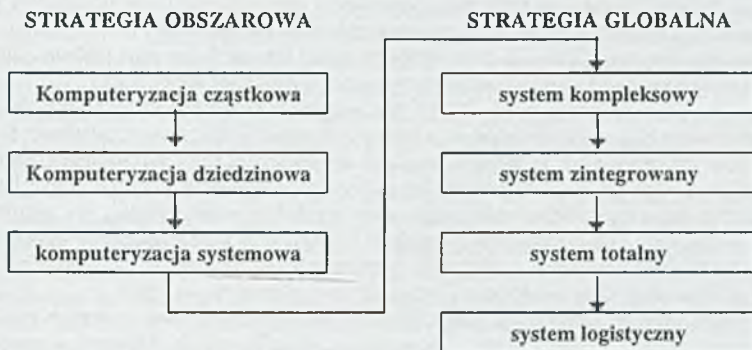 STRATEGIA OBSZAROWA
Komputeryzacja cząstkowa
Komputeryzacja dziedzinowa
komputeryzacja systemowa
STRATEGIA GLOBALNA
system kompleksowy
system zintegrowany
system totalny
system logistyczny